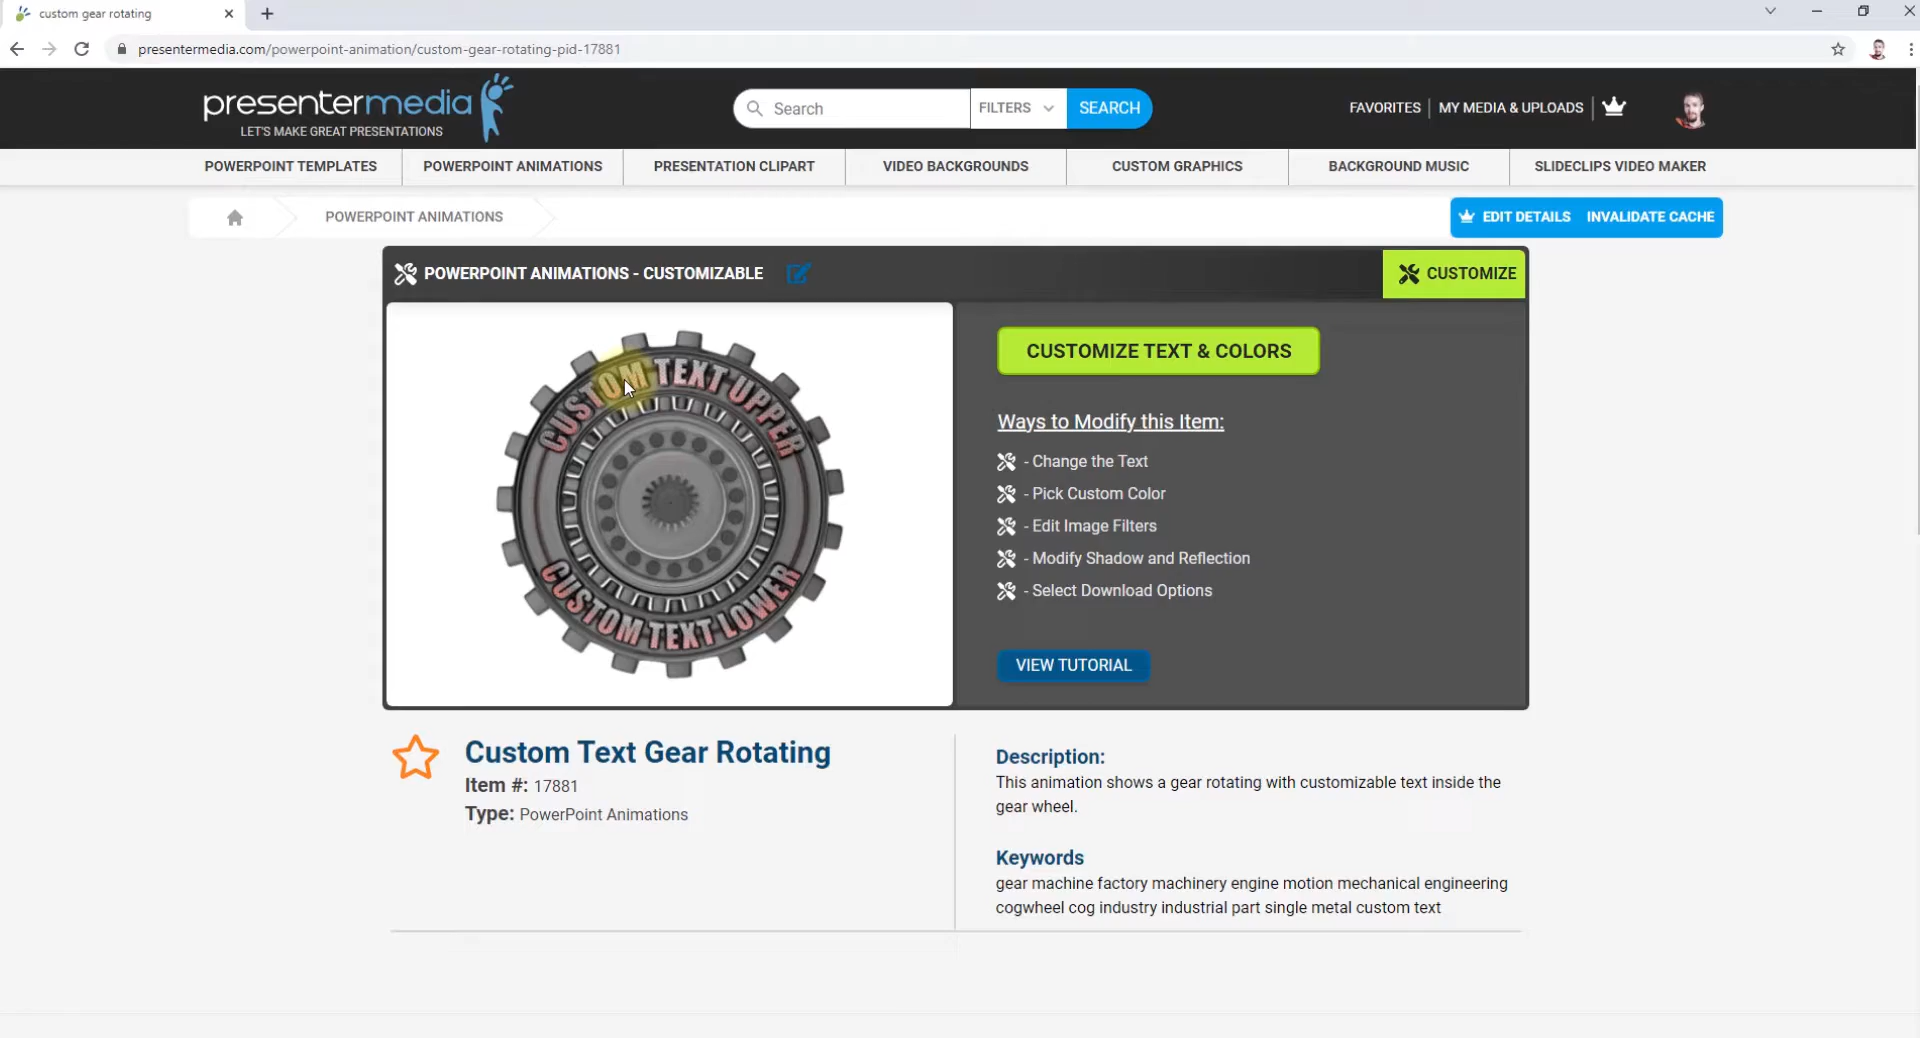 custom gear rotating
presentermedia.com/powerpoint-animation/custom-gear-rotating-pid-17881
presentermedia
LET'S MAKE GREAT PRESENTATIONS
Search
FILTERS
SEARCH
FAVORITES
MY MEDIA & UPLOADS
POWERPOINT TEMPLATES
POWERPOINT ANIMATIONS
PRESENTATION CLIPART
VIDEO BACKGROUNDS
CUSTOM GRAPHICS
BACKGROUND MUSIC
SLIDECLIPS VIDEO MAKER
POWERPOINT ANIMATIONS
EDIT DETAILS
INVALIDATE CACHE
POWERPOINT ANIMATIONS - CUSTOMIZABLE
CUSTOMIZE
CUSTOM TEXT UPPER
CUSTOM TEXT LOWER
CUSTOMIZE TEXT & COLORS
Ways to Modify this Item:
- Change the Text
- Pick Custom Color
- Edit Image Filters
- Modify Shadow and Reflection
- Select Download Options
VIEW TUTORIAL
Custom Text Gear Rotating
Item #: 17881
Type: PowerPoint Animations
Description:
This animation shows a gear rotating with customizable text inside the
gear wheel.
Keywords
gear machine factory machinery engine motion mechanical engineering
cogwheel cog industry industrial part single metal custom text